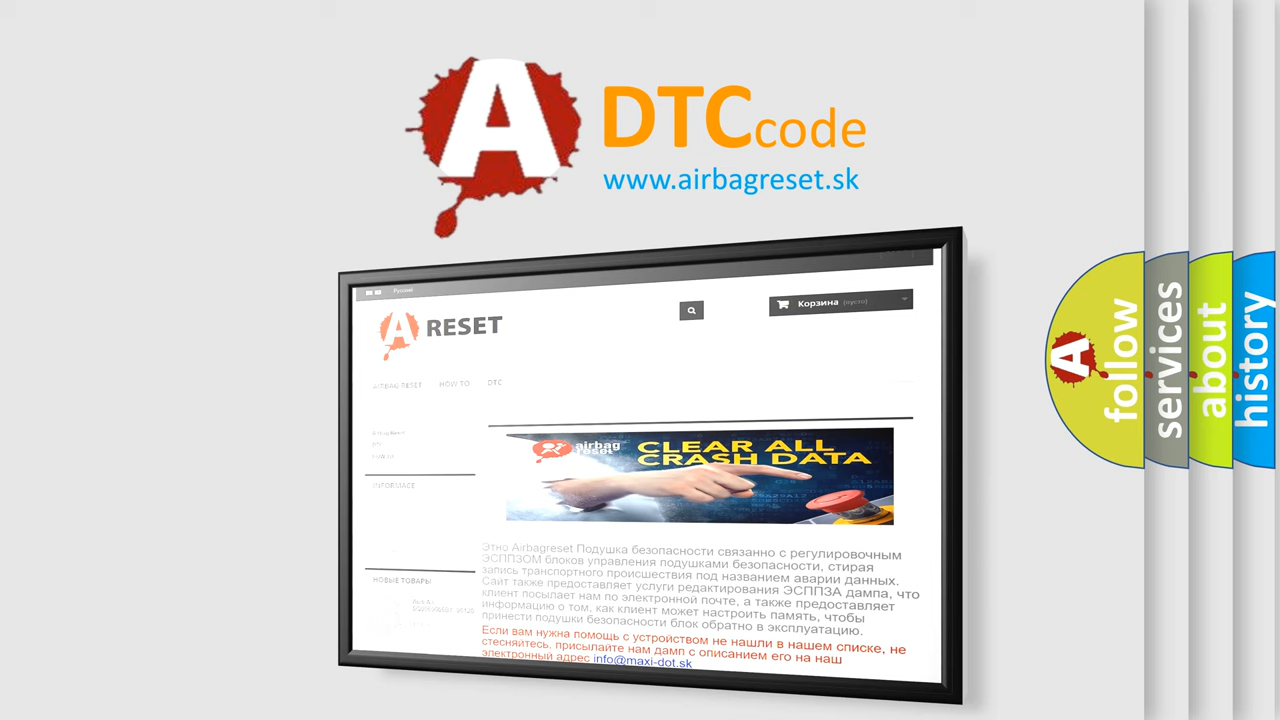 A
DTCcode
www.airbagreset.sk
Русский
A RESET
Корзина (пусто)
AIRBAG RESET HOW TO DTC
INFORMACE
НОВЫЕ ТОВАРЫ
airbag
reset
CLEAR ALL
CRASH DATA
Этно Airbagreset Подушка безопасности связанно с регулировочным
ЭСППЗОМ блоков управления подушками безопасности, стирая
запись транспортного происшествия под названием аварии данных.
Сайт также предоставляет услуги редактирования ЭСППЗА дампа, что
клиент посылает нам по электронной почте, а также предоставляет
информацию о том, как клиент может настроить память, чтобы
принести подушки безопасности блок обратно в эксплуатацию.
Если вам нужна помощь с устройством не нашли в нашем списке, не
стесняйтесь, присылайте нам дамп с описанием его на наш
электронный адрес info@maxi-dot.sk
A follow
services
about
history